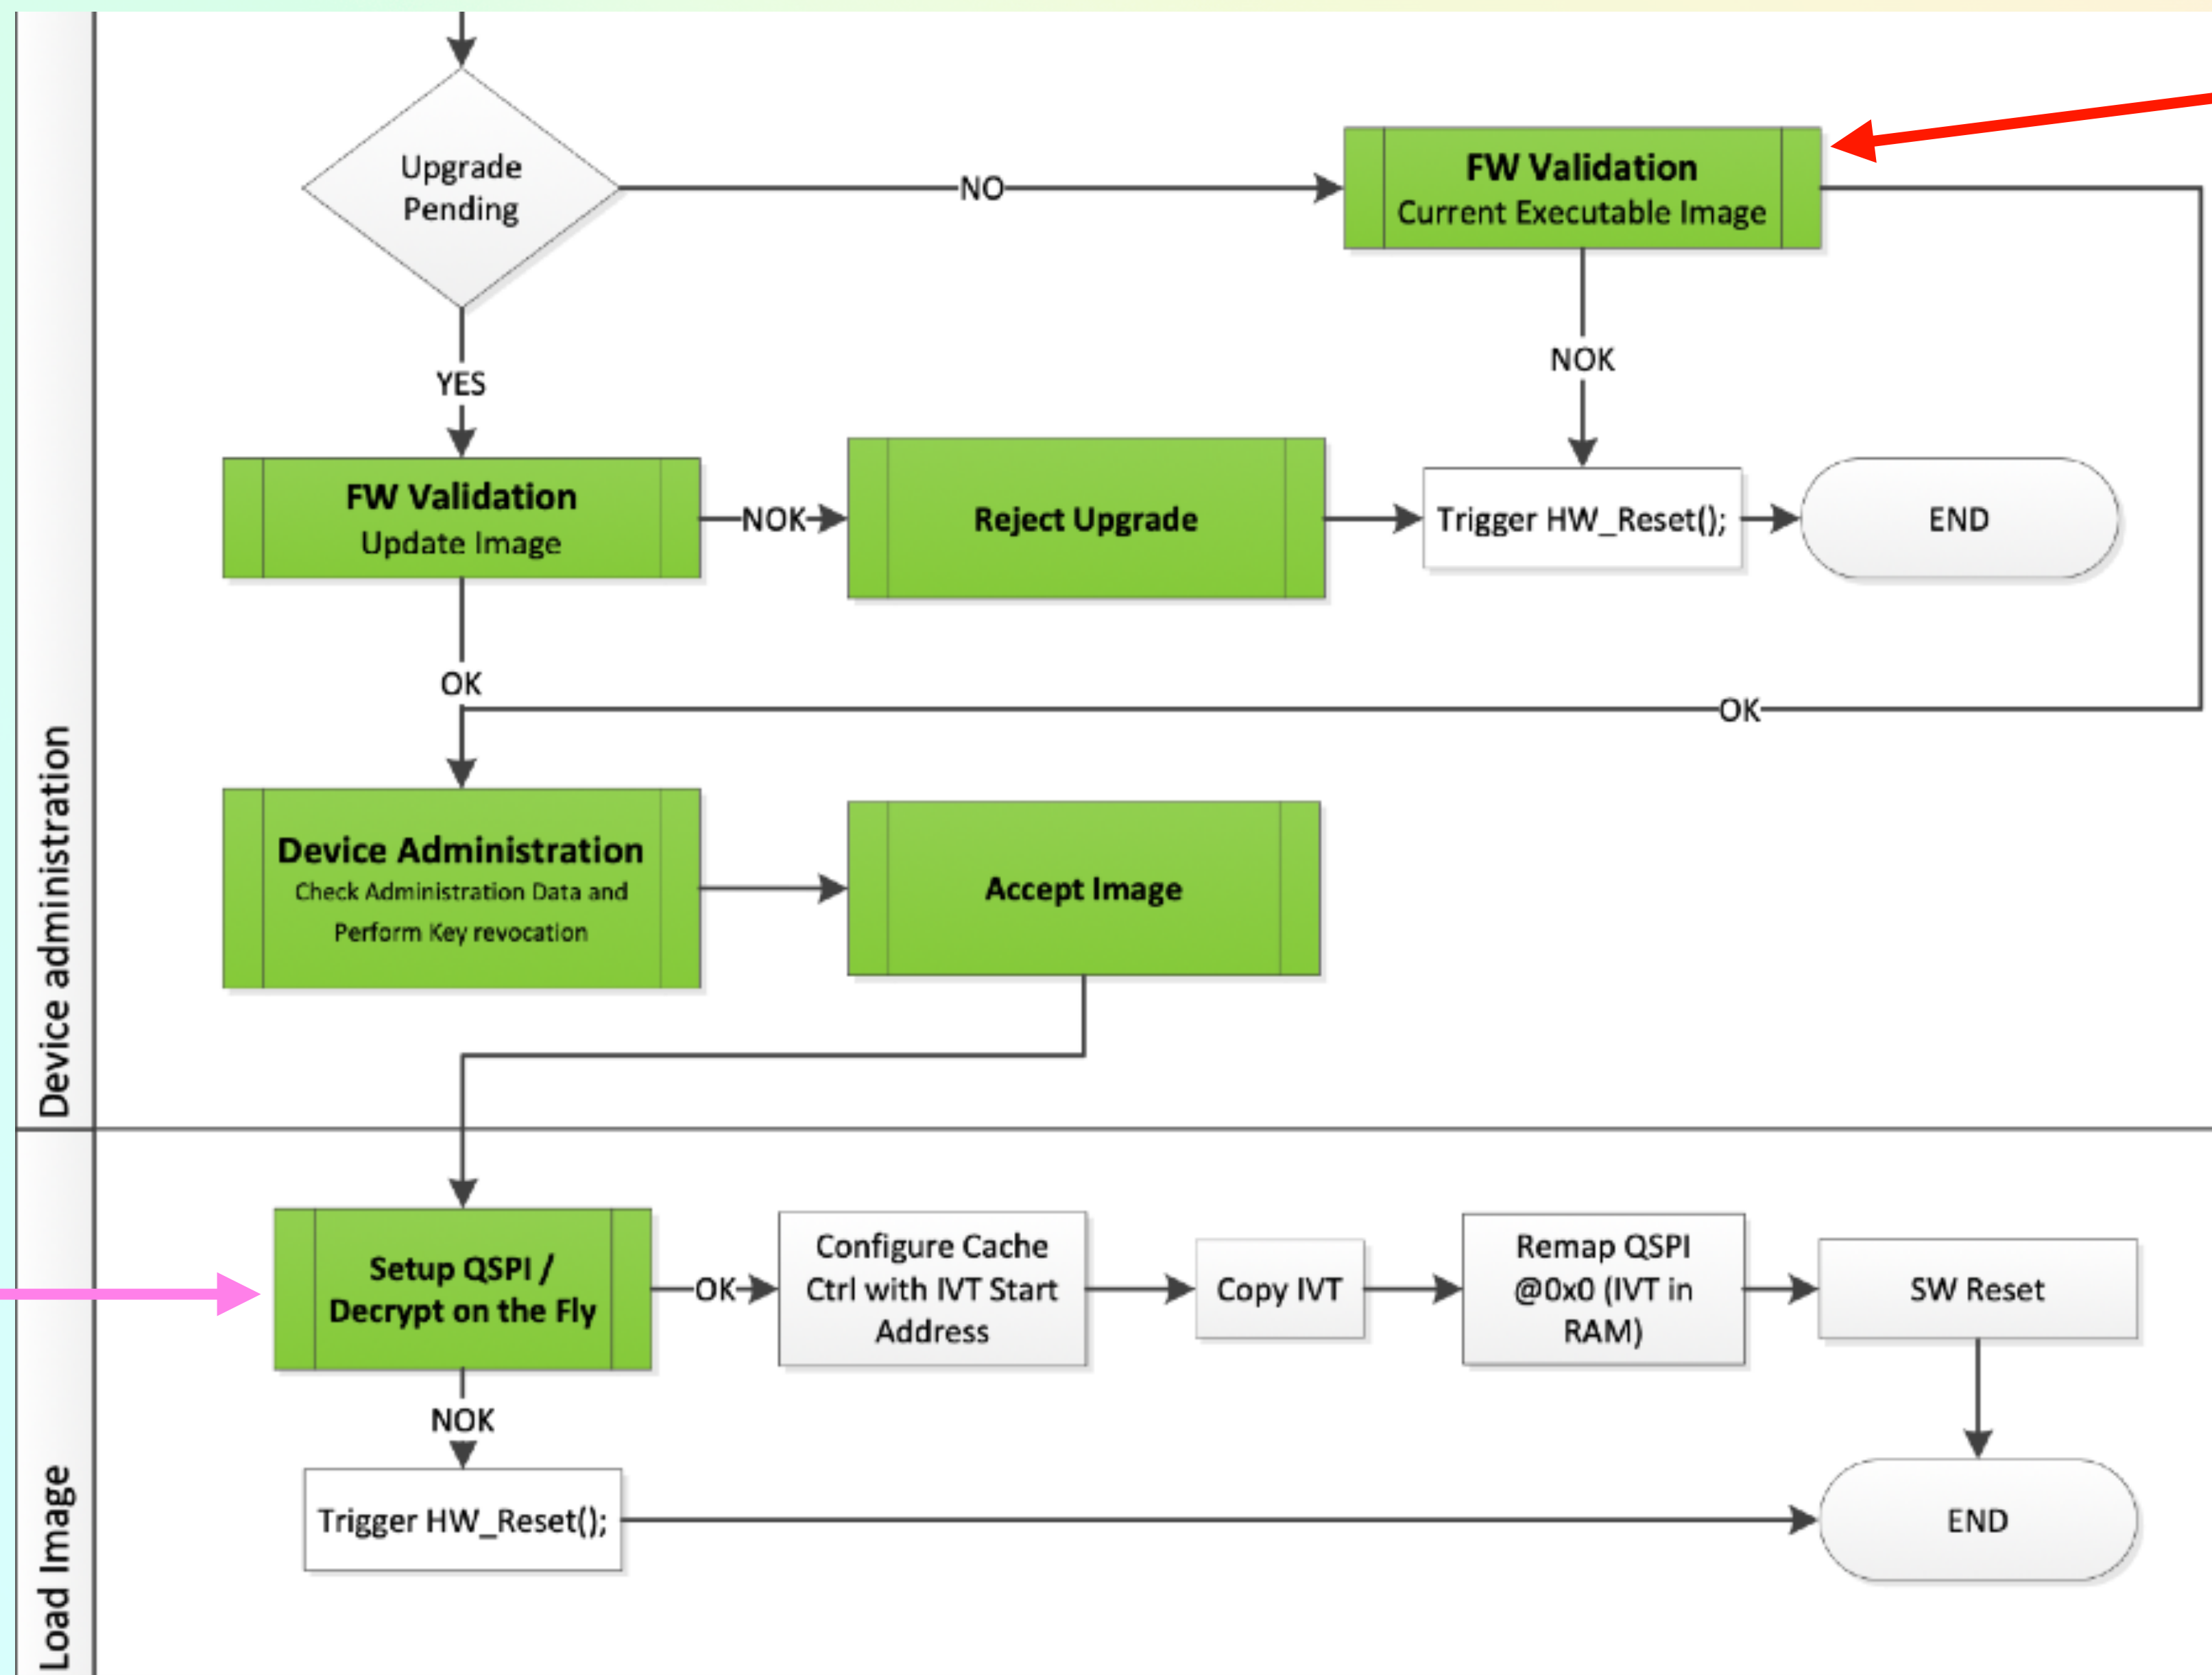 Device administration
Upgrade
Pending
NO
FW Validation
Current Executable Image
YES
NOK
FW Validation
Update Image
NOK
Reject Upgrade
Trigger HW_Reset();
END
OK
OK
Device Administration
Check Administration Data and
Perform Key revocation
Accept Image
Load Image
Setup QSPI /
Decrypt on the Fly
OK
Configure Cache
Ctrl with IVT Start
Address
Copy IVT
Remap QSPI
@0x0 (IVT in
RAM)
SW Reset
NOK
Trigger HW_Reset();
END